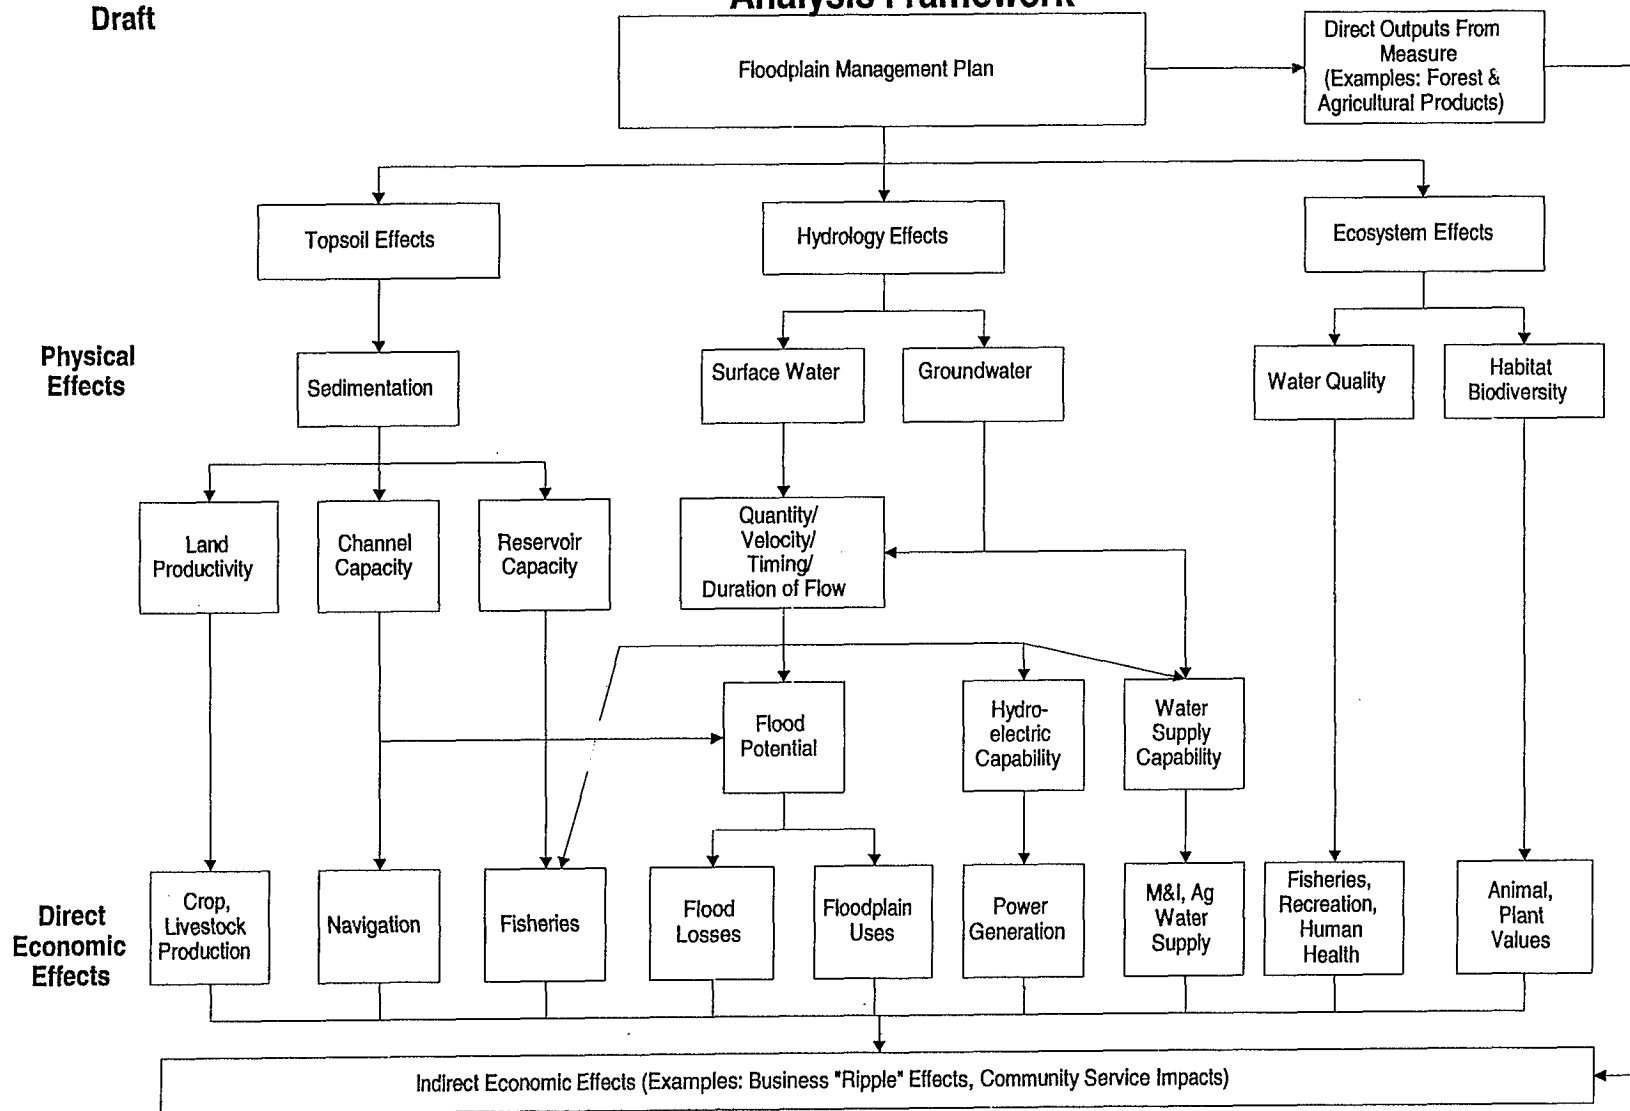 Analysis Framework
Draft
Floodplain Management Plan
Direct Outputs From
Measure
(Examples: Forest &
Agricultural Products)
Topsoil Effects
Hydrology Effects
Ecosystem Effects
Physical
Effects
Sedimentation
Surface Water
Groundwater
Water Quality
Habitat
Biodiversity
Land
Productivity
Channel
Capacity
Reservoir
Capacity
Quantity/
Velocity/
Timing/
Duration of Flow
Flood
Potential
Hydro-
electric
Capability
Water
Supply
Capability
Direct
Economic
Effects
Crop,
Livestock
Production
Navigation
Fisheries
Flood
Losses
Floodplain
Uses
Power
Generation
M&I, Ag
Water
Supply
Fisheries,
Recreation,
Human
Health
Animal,
Plant
Values
Indirect Economic Effects (Examples: Business "Ripple" Effects, Community Service Impacts)